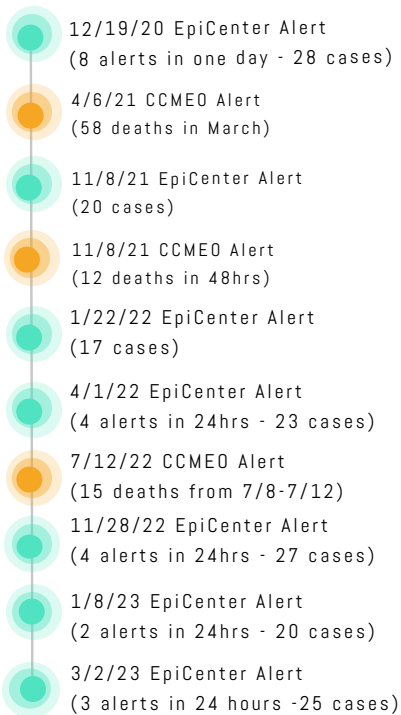 12/19/20 EpiCenter Alert
(8 alerts in one day - 28 cases)
4/6/21 CCMEO Alert
(58 deaths in March)
11/8/21 EpiCenter Alert
(20 cases)
11/8/21 CCMEO Alert
(12 deaths in 48hrs)
1/22/22 EpiCenter Alert
(17 cases)
4/1/22 EpiCenter Alert
(4 alerts in 24hrs - 23 cases)
7/12/22 CCMEO Alert
(15 deaths from 7/8-7/12)
11/28/22 EpiCenter Alert
(4 alerts in 24hrs - 27 cases)
1/8/23 EpiCenter Alert
(2 alerts in 24hrs - 20 cases)
3/2/23 EpiCenter Alert
(3 alerts in 24 hours -25 cases)